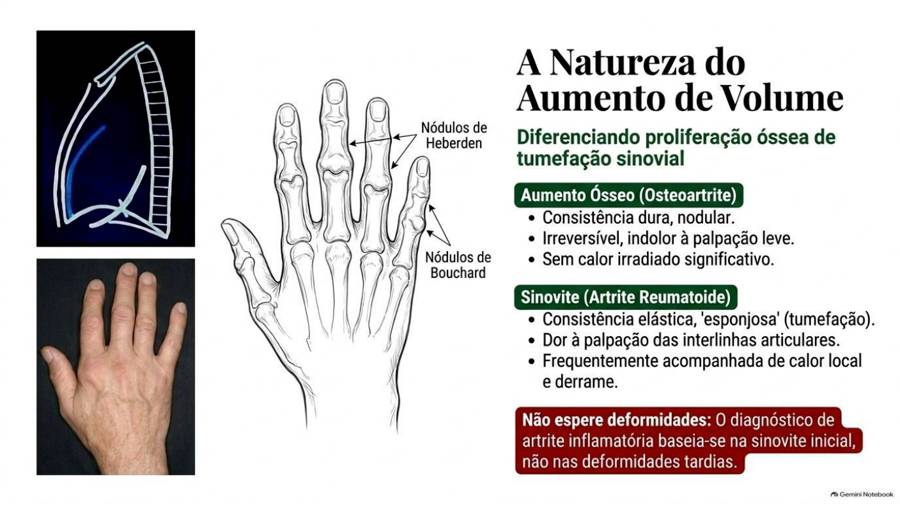 A Natureza do
Aumento de Volume
Diferenciando proliferação óssea de
tumefação sinovial
Aumento Ósseo (Osteoartrite)
• Consistência dura, nodular.
• Irreversível, indolor à palpação leve.
• Sem calor irradiado significativo.
Sinovite (Artrite Reumatoide)
• Consistência elástica, 'esponjosa' (tumefação).
• Dor à palpação das interlinhas articulares.
• Frequentemente acompanhada de calor local
e derrame.
Não espere deformidades: O diagnóstico de
artrite inflamatória baseia-se na sinovite inicial,
não nas deformidades tardias.
Nódulos de
Heberden
Nódulos de
Bouchard
Gemini Notebook